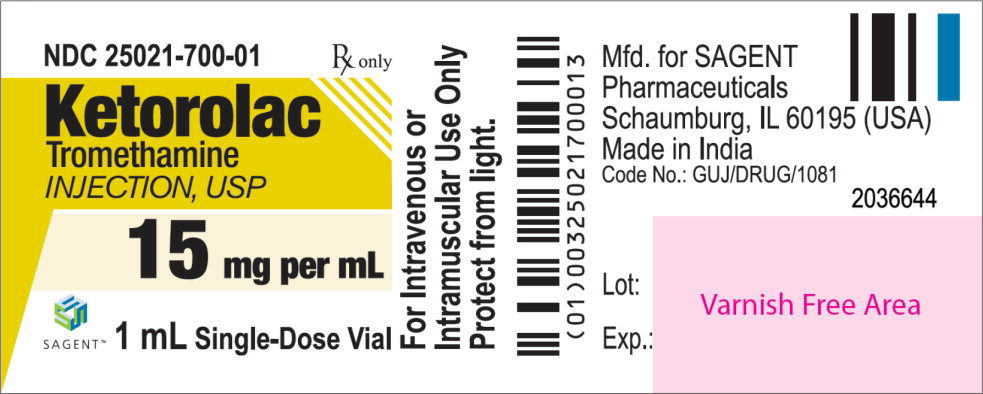 NDC 25021-700-01
Rx only
Ketorolac
Tromethamine
INJECTION, USP
15 mg per mL
SAGENT™
1 mL Single-Dose Vial
For Intravenous or
Intramuscular Use Only
Protect from light.
(01)00325021700013
Mfd. for SAGENT
Pharmaceuticals
Schaumburg, IL 60195 (USA)
Made in India
Code No.: GUJ/DRUG/1081
2036644
Lot:
Exp.:
Varnish Free Area